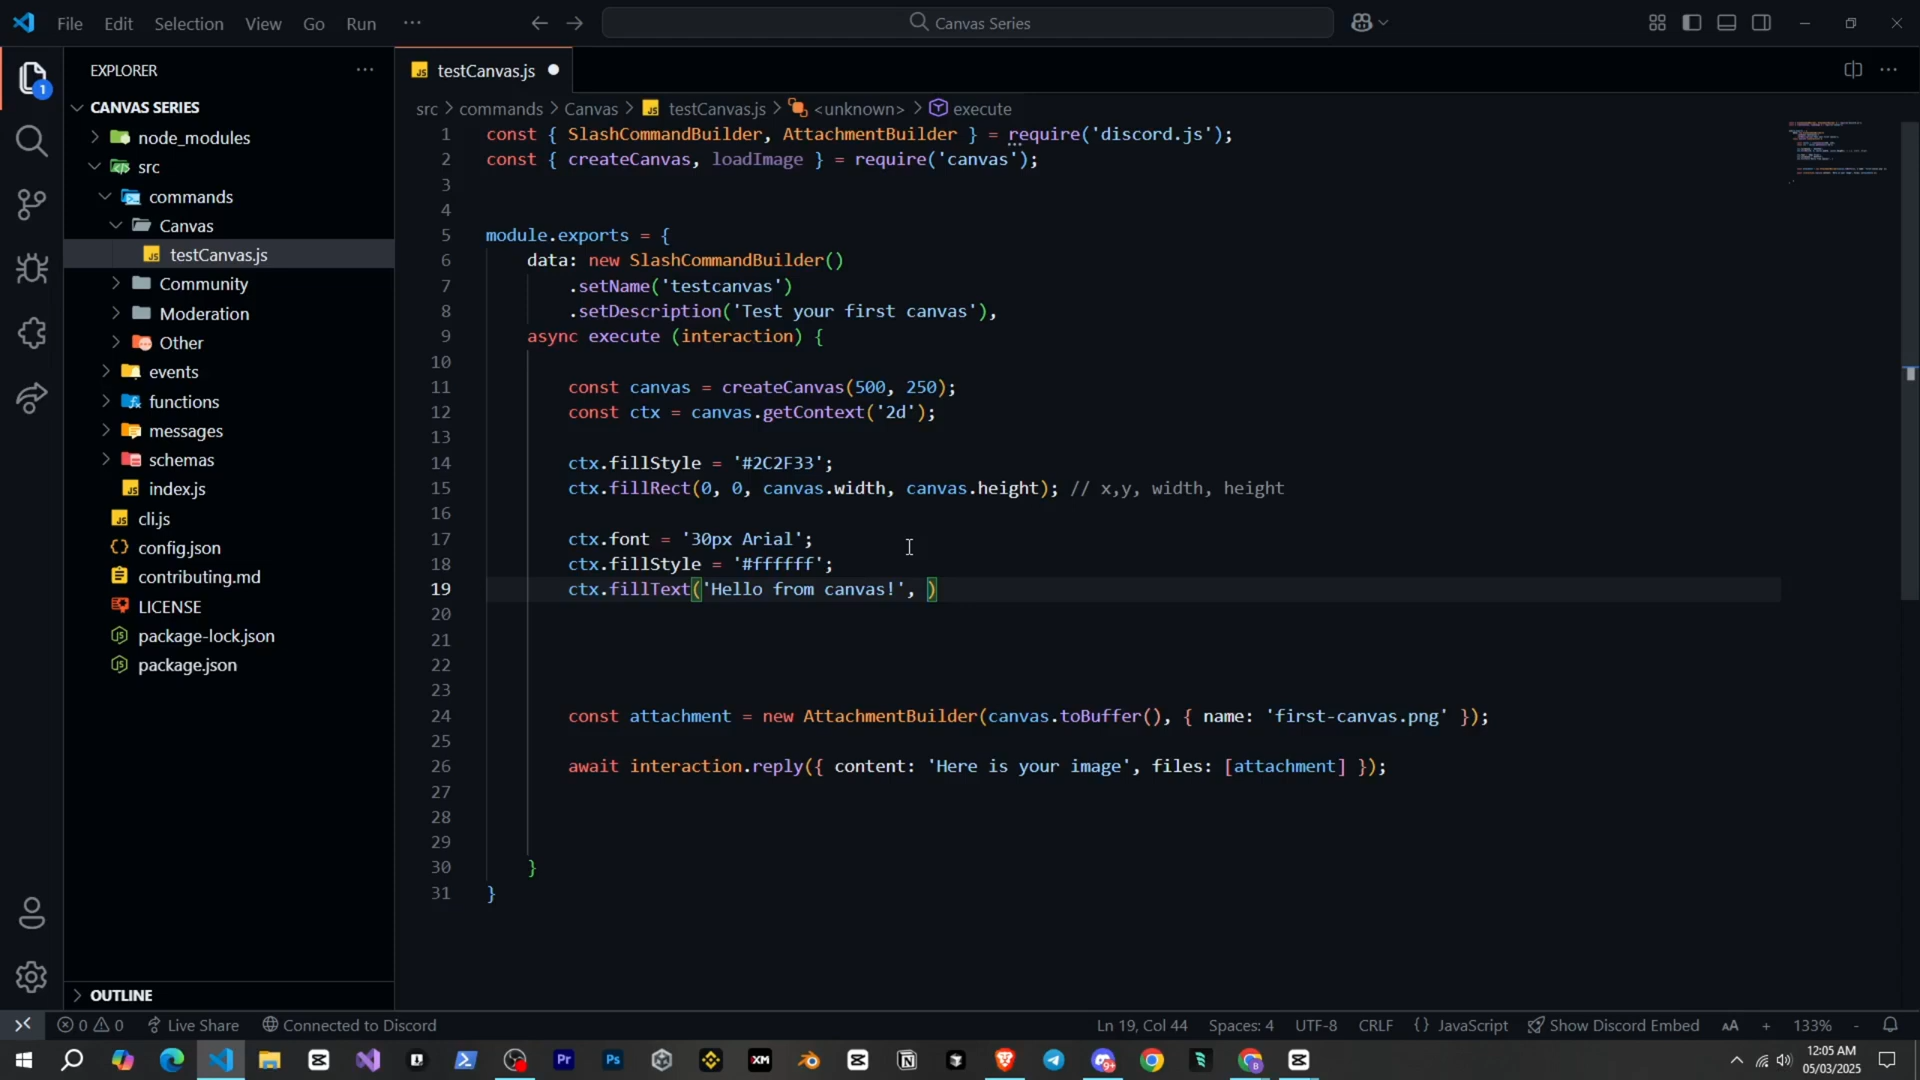 File Edit Selection View Go Run ··· Canvas Series
EXPLORER ···
1
CANVAS SERIES
node_modules
src
commands
Canvas
testCanvas.js
Community
Moderation
Other
events
functions
messages
schemas
index.js
cli.js
config.json
contributing.md
LICENSE
package-lock.json
package.json
OUTLINE
testCanvas.js
src > commands > Canvas > testCanvas.js > <unknown> > execute
1 const { SlashCommandBuilder, AttachmentBuilder } = require('discord.js');
2 const { createCanvas, loadImage } = require('canvas');
3
4
5 module.exports = {
6 data: new SlashCommandBuilder()
7 .setName('testcanvas')
8 .setDescription('Test your first canvas'),
9 async execute (interaction) {
10
11 const canvas = createCanvas(500, 250);
12 const ctx = canvas.getContext('2d');
13
14 ctx.fillStyle = '#2C2F33';
15 ctx.fillRect(0, 0, canvas.width, canvas.height); // x,y, width, height
16
17 ctx.font = '30px Arial';
18 ctx.fillStyle = '#ffffff';
19 ctx.fillText('Hello from canvas!', )
20
21
22
23
24 const attachment = new AttachmentBuilder(canvas.toBuffer(), { name: 'first-canvas.png' });
25
26 await interaction.reply({ content: 'Here is your image', files: [attachment] });
27
28
29
30 }
31 }
0 0 Live Share Connected to Discord Ln 19, Col 44 Spaces: 4 UTF-8 CRLF {} JavaScript Show Discord Embed AA + 133% -
Pr Ps XM 9+
12:05 AM
05/03/2025